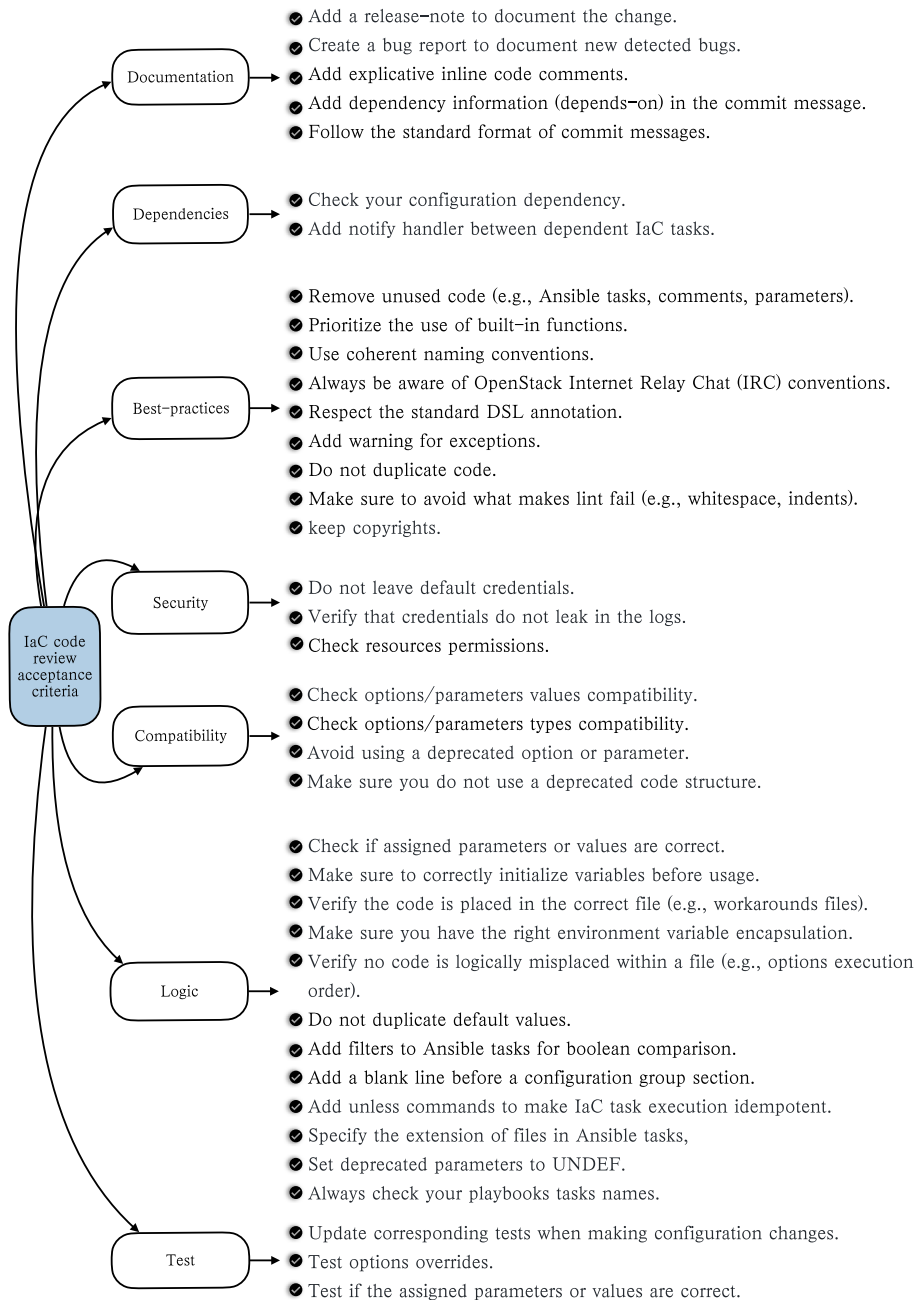 Add a release-note to document the change.
Create a bug report to document new detected bugs.
Documentation
Add explicative inline code comments.
Add dependency information (depends-on) in the commit message.
Follow the standard format of commit messages.
Dependencies
Check your configuration dependency.
Add notify handler between dependent IaC tasks.
Remove unused code (e.g., Ansible tasks, comments, parameters).
Prioritize the use of built-in functions.
Use coherent naming conventions.
Always be aware of OpenStack Internet Relay Chat (IRC) conventions.
Best-practices
Respect the standard DSL annotation.
Add warning for exceptions.
Do not duplicate code.
Make sure to avoid what makes lint fail (e.g., whitespace, indents).
keep copyrights.
Security
Do not leave default credentials.
Verify that credentials do not leak in the logs.
Check resources permissions.
IaC code
review
acceptance
criteria
Compatibility
Check options/parameters values compatibility.
Check options/parameters types compatibility.
Avoid using a deprecated option or parameter.
Make sure you do not use a deprecated code structure.
Check if assigned parameters or values are correct.
Make sure to correctly initialize variables before usage.
Verify the code is placed in the correct file (e.g., workarounds files).
Make sure you have the right environment variable encapsulation.
Verify no code is logically misplaced within a file (e.g., options execution
order).
Logic
Do not duplicate default values.
Add filters to Ansible tasks for boolean comparison.
Add a blank line before a configuration group section.
Add unless commands to make IaC task execution idempotent.
Specify the extension of files in Ansible tasks,
Set deprecated parameters to UNDEF.
Always check your playbooks tasks names.
Test
Update corresponding tests when making configuration changes.
Test options overrides.
Test if the assigned parameters or values are correct.